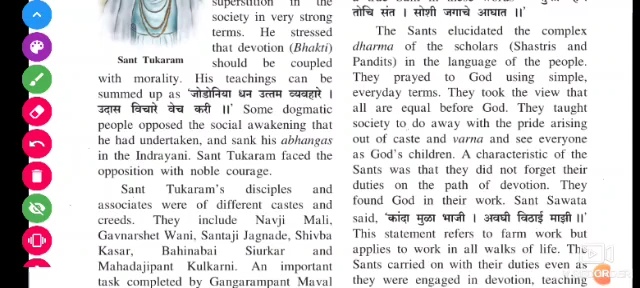 superstition in the
society in very strong
terms. He stressed
that devotion (Bhakti)
Sant Tukaram should be coupled
with morality. His teachings can be
summed up as 'जोडोनिया धन उत्तम व्यवहारे ।
उदास विचारे वेच करी ॥' Some dogmatic
people opposed the social awakening that
he had undertaken, and sank his abhangas
in the Indrayani. Sant Tukaram faced the
opposition with noble courage.
Sant Tukaram's disciples and
associates were of different castes and
creeds. They include Navji Mali,
Gavnarshet Wani, Santaji Jagnade, Shivba
Kasar, Bahinabai Siurkar and
Mahadajipant Kulkarni. An important
task completed by Gangarampant Maval
तोचि संत । सोशी जगाचे आघात ॥'
The Sants elucidated the complex
dharma of the scholars (Shastris and
Pandits) in the language of the people.
They prayed to God using simple,
everyday terms. They took the view that
all are equal before God. They taught
society to do away with the pride arising
out of caste and varna and see everyone
as God's children. A characteristic of the
Sants was that they did not forget their
duties on the path of devotion. They
found God in their work. Sant Sawata
said, 'कांदा मुळा भाजी । अवघी विठाई माझी ॥'
This statement refers to farm work but
applies to work in all walks of life. The
Sants carried on with their duties even as
they were engaged in devotion, teaching